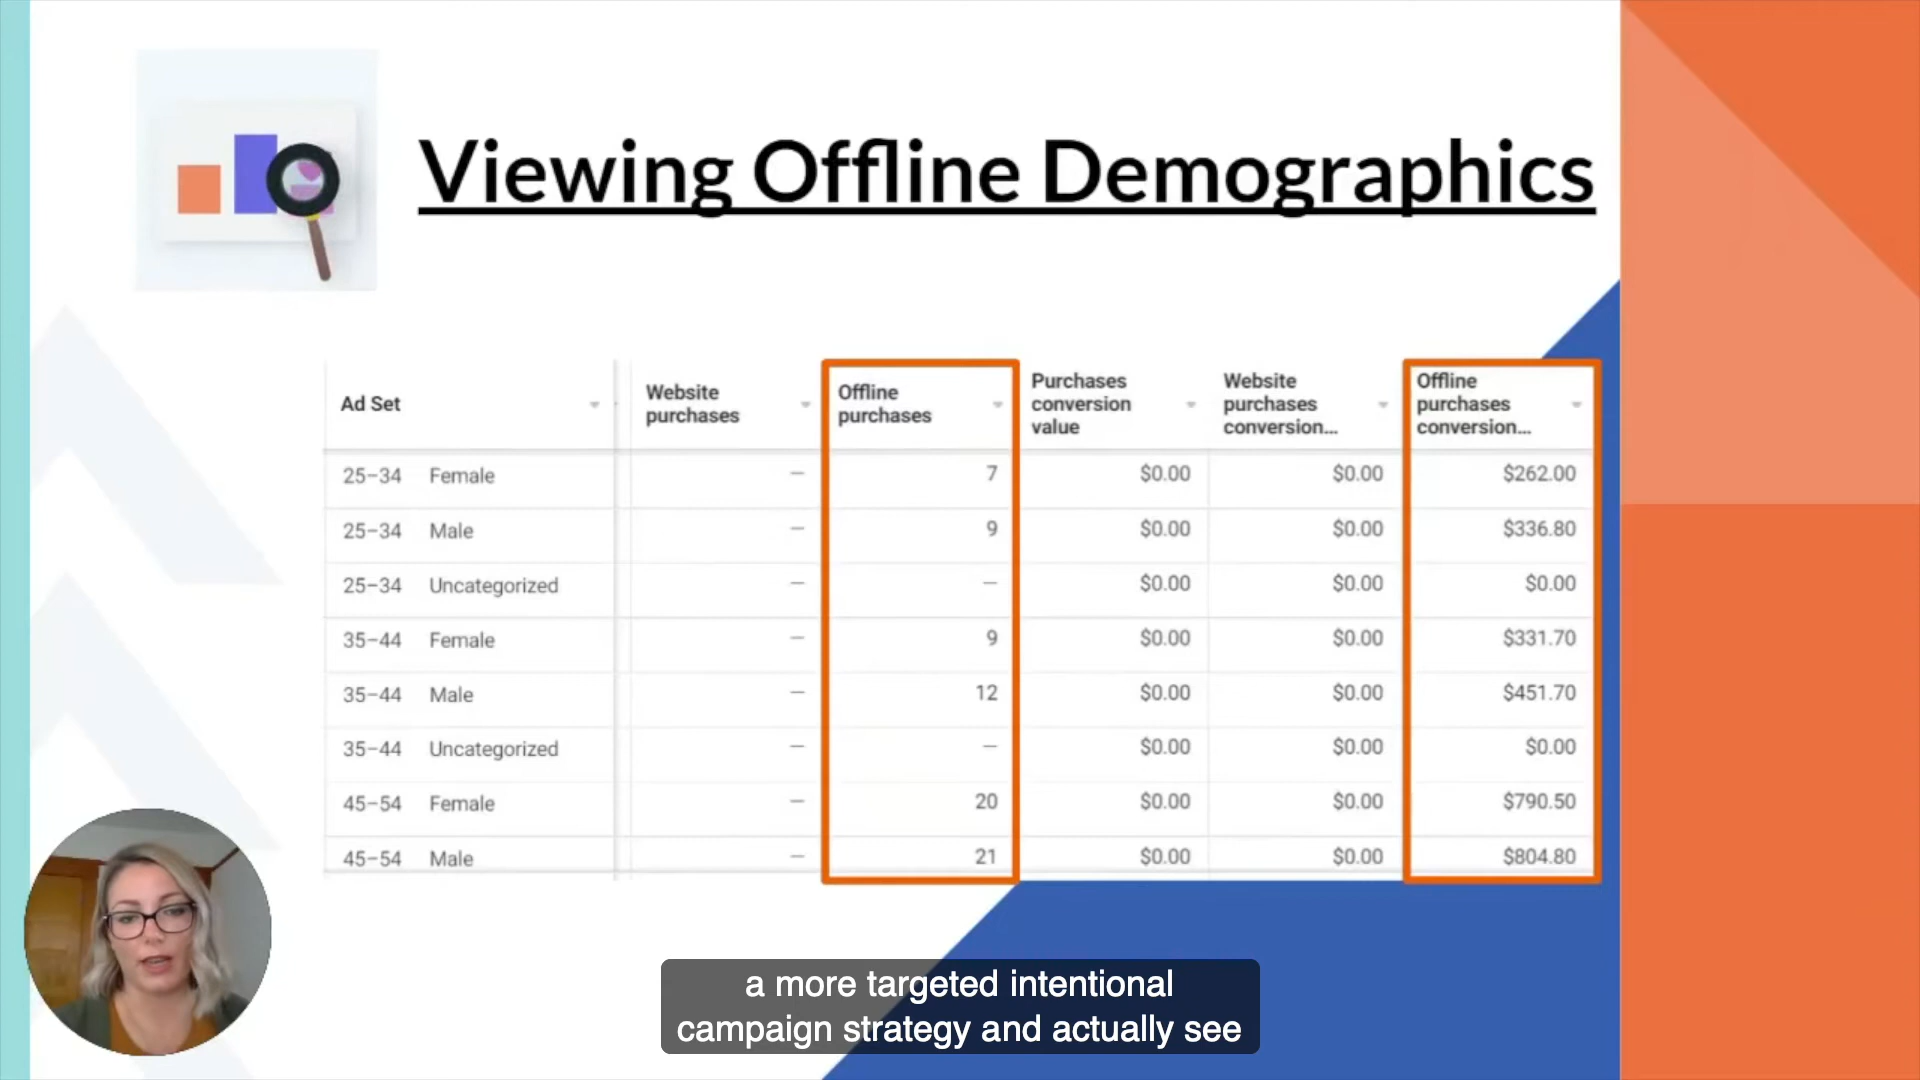 Viewing Offline Demographics
Ad Set
Website purchases
Offline purchases
Purchases conversion value
Website purchases conversion...
Offline purchases conversion...
25–34 Female — 7 $0.00 $0.00 $262.00
25–34 Male — 9 $0.00 $0.00 $336.80
25–34 Uncategorized — — $0.00 $0.00 $0.00
35–44 Female — 9 $0.00 $0.00 $331.70
35–44 Male — 12 $0.00 $0.00 $451.70
35–44 Uncategorized — — $0.00 $0.00 $0.00
45–54 Female — 20 $0.00 $0.00 $790.50
45–54 Male — 21 $0.00 $0.00 $804.80
a more targeted intentional
campaign strategy and actually see